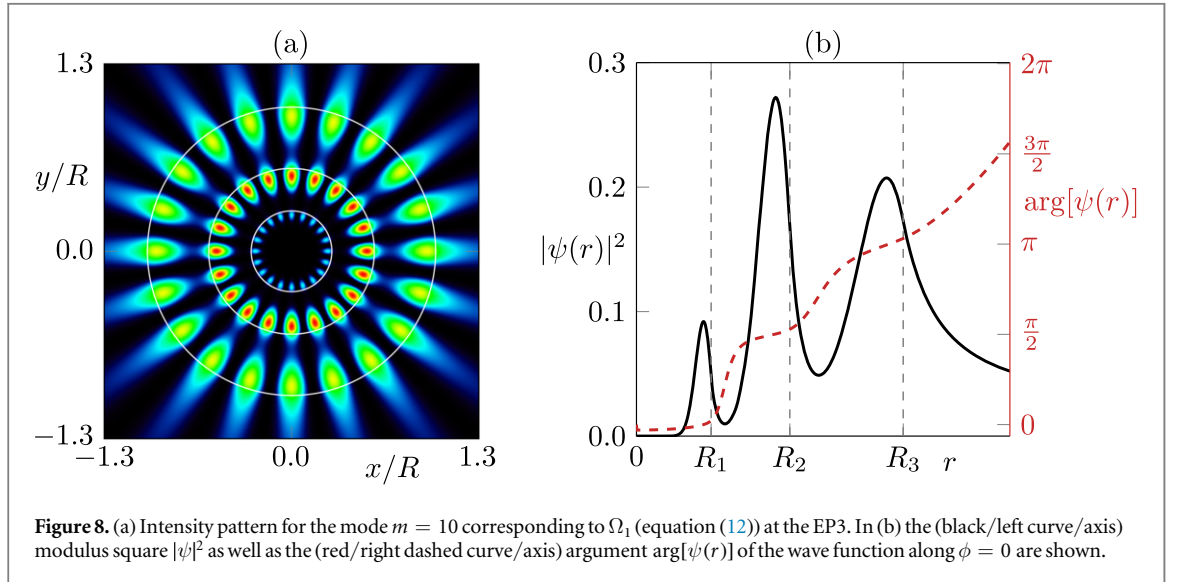 (a)
1.3
y/R
0.0
−1.3
−1.3
0.0
x/R
1.3
(b)
0.3
0.2
|ψ(r)|²
0.1
0.0
0
R₁
R₂
R₃
r
2π
3π/2
arg[ψ(r)]
π
π/2
0
Figure 8. (a) Intensity pattern for the mode m = 10 corresponding to Ω₁ (equation (12)) at the EP3. In (b) the (black/left curve/axis)
modulus square |ψ|² as well as the (red/right dashed curve/axis) argument arg[ψ(r)] of the wave function along ϕ = 0 are shown.